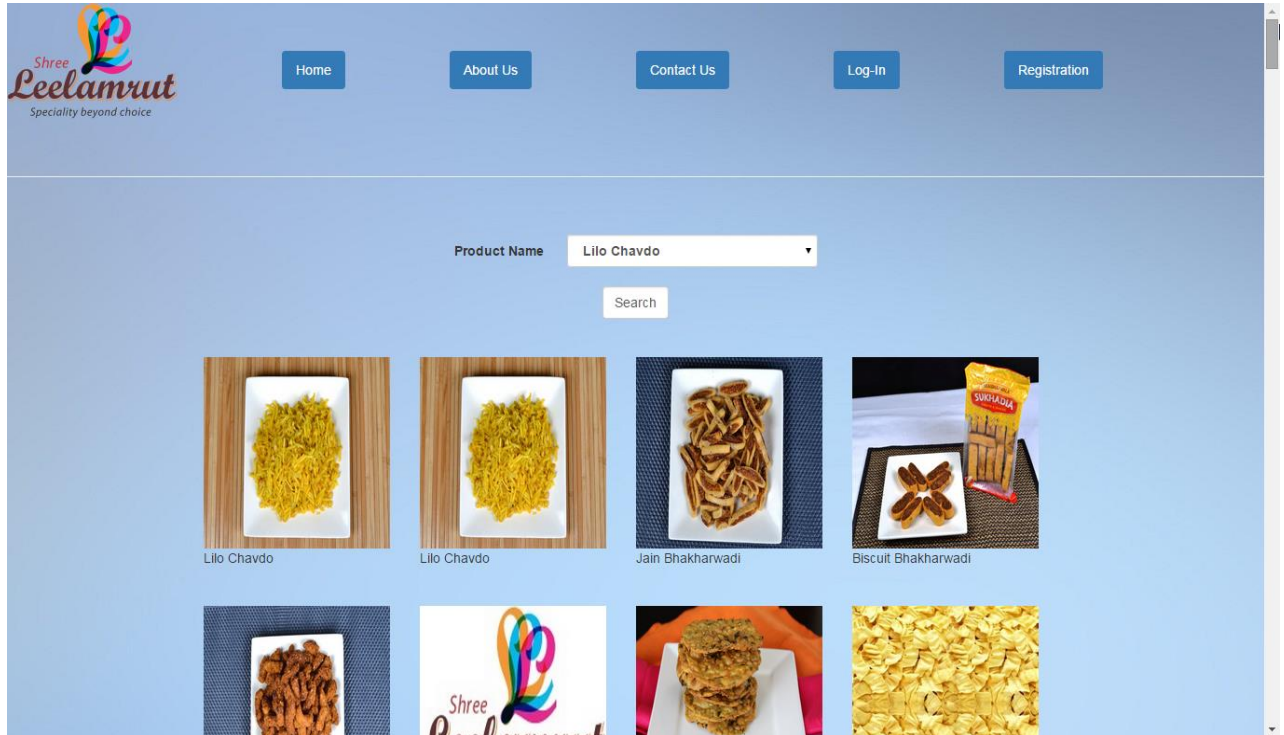 Shree
Leelamrut
Speciality beyond choice
Home
About Us
Contact Us
Log-In
Registration
Product Name
Lilo Chavdo
Search
SUKHADIA
Lilo Chavdo
Lilo Chavdo
Jain Bhakharwadi
Biscuit Bhakharwadi
Shree